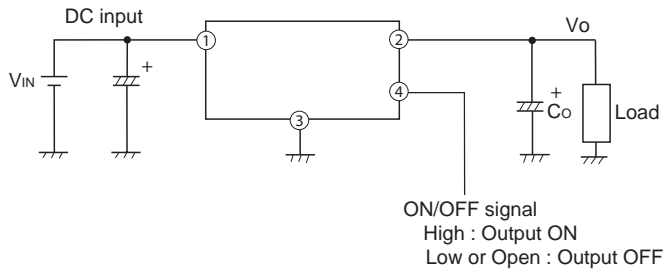 DC input
Vo
1
2
VIN
+
4
+
Co
Load
3
ON/OFF signal
High : Output ON
Low or Open : Output OFF